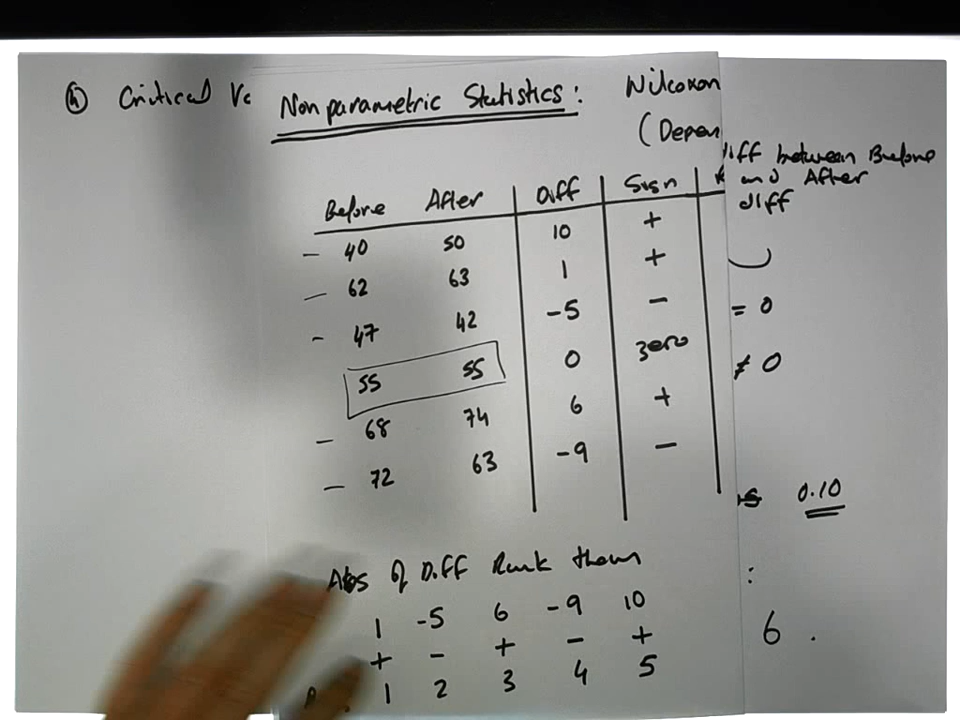 (4) Critical
Nonparametric Statistics: Wilcoxon
(Depen
diff between Before
and After
diff
Before After Diff Sign
- 40 50 10 +
- 62 63 1 +
- 47 42 -5 -
= 0
55 55 0 zero
≠ 0
- 68 74 6 +
- 72 63 -9 -
0.10
Abs of Diff Rank them
:
1 -5 6 -9 10
+ - + - +
6.
1 2 3 4 5